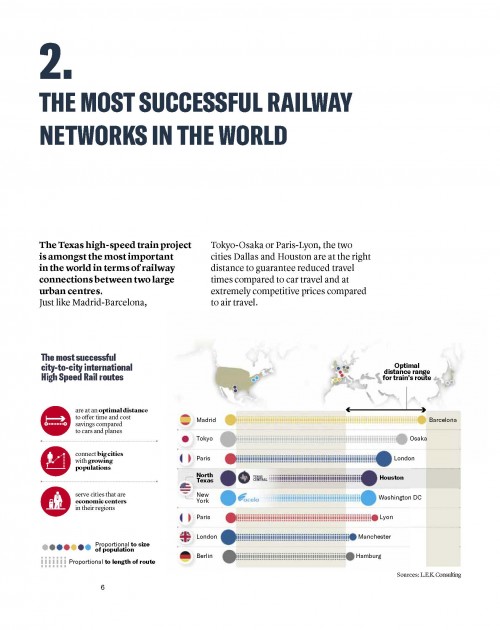 2.
THE MOST SUCCESSFUL RAILWAY
NETWORKS IN THE WORLD
The Texas high-speed train project
is amongst the most important
in the world in terms of railway
connections between two large
urban centres.
Just like Madrid-Barcelona,
Tokyo-Osaka or Paris-Lyon, the two
cities Dallas and Houston are at the right
distance to guarantee reduced travel
times compared to car travel and at
extremely competitive prices compared
to air travel.
The most successful
city-to-city international
High Speed Rail routes
are at an optimal distance
to offer time and cost
savings compared
to cars and planes
connect big cities
with growing
populations
serve cities that are
economic centers
in their regions
Proportional to size
of population
Proportional to length of route
Optimal
distance range
for train's route
Madrid
Barcelona
Tokyo
Osaka
Paris
London
North
Texas
TEXAS
CENTRAL
Houston
New
York
acela
Washington DC
Paris
Lyon
London
Manchester
Berlin
Hamburg
Sources: L.E.K. Consulting
6